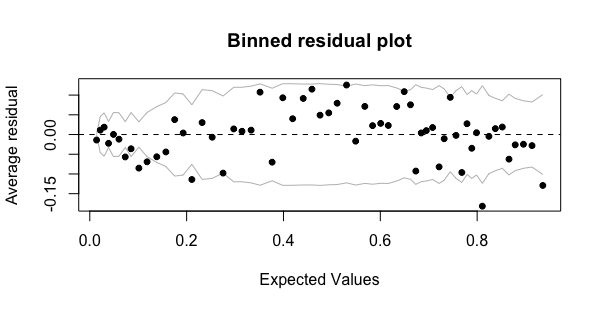 Binned residual plot
Average residual
0.00
-0.15
0.0 0.2 0.4 0.6 0.8
Expected Values